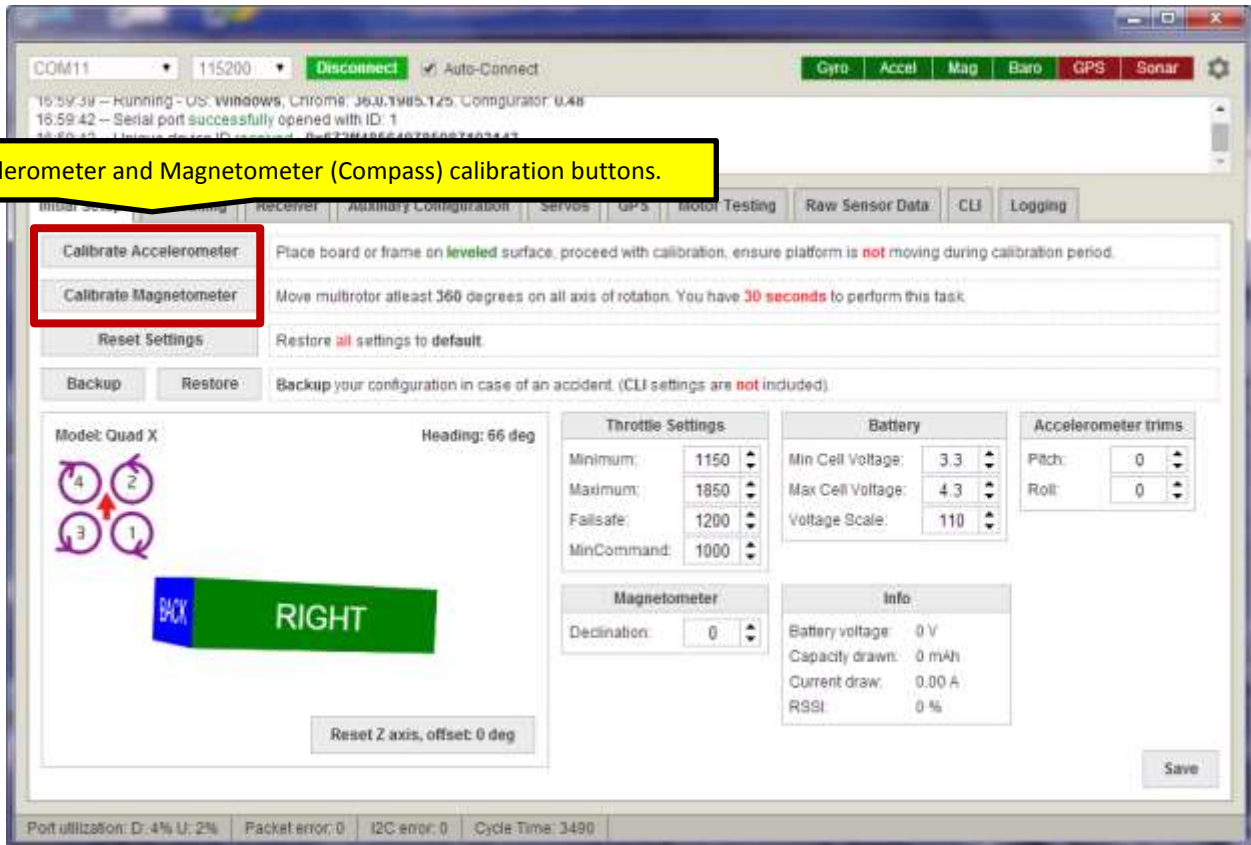 COM11 115200 Disconnect Auto-Connect Gyro Accel Mag Baro GPS Sonar
16:59:39 -- Running - OS: Windows, Chrome: 36.0.1985.125, Configurator: 0.48
16:59:42 -- Serial port successfully opened with ID: 1
lerometer and Magnetometer (Compass) calibration buttons.
Initial Setup Receiver Auxiliary Configuration Servos GPS Motor Testing Raw Sensor Data CLI Logging
Calibrate Accelerometer Place board or frame on leveled surface, proceed with calibration, ensure platform is not moving during calibration period.
Calibrate Magnetometer Move multirotor atleast 360 degrees on all axis of rotation. You have 30 seconds to perform this task.
Reset Settings Restore all settings to default.
Backup Restore Backup your configuration in case of an accident. (CLI settings are not included).
Model: Quad X Heading: 66 deg
4 2
3 1
BACK RIGHT
Reset Z axis, offset: 0 deg
Throttle Settings
Minimum: 1150
Maximum: 1850
Failsafe: 1200
MinCommand: 1000
Battery
Min Cell Voltage: 3.3
Max Cell Voltage: 4.3
Voltage Scale: 110
Accelerometer trims
Pitch: 0
Roll: 0
Magnetometer
Declination: 0
Info
Battery voltage: 0 V
Capacity drawn: 0 mAh
Current draw: 0.00 A
RSSI: 0 %
Save
Port utilization: D: 4% U: 2% Packet error: 0 I2C error: 0 Cycle Time: 3490